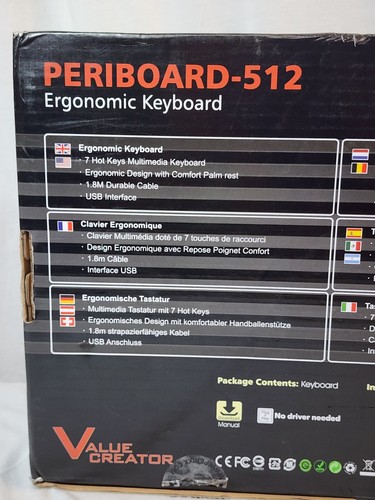 PERIBOARD-512
Ergonomic Keyboard
Ergonomic Keyboard
· 7 Hot Keys Multimedia Keyboard
· Ergonomic Design with Comfort Palm rest
· 1.8M Durable Cable
· USB Interface
Clavier Ergonomique
· Clavier Multimédia doté de 7 touches de raccourci
· Design Ergonomique avec Repose Poignet Confort
· 1.8m Câble
· Interface USB
Ergonomische Tastatur
· Multimedia Tastatur mit 7 Hot Keys
· Ergonomisches Design mit komfortabler Handballenstütze
· 1.8m strapazierfähiges Kabel
· USB Anschluss
Package Contents: Keyboard
Manual
No driver needed
VALUE
CREATOR
CE FC